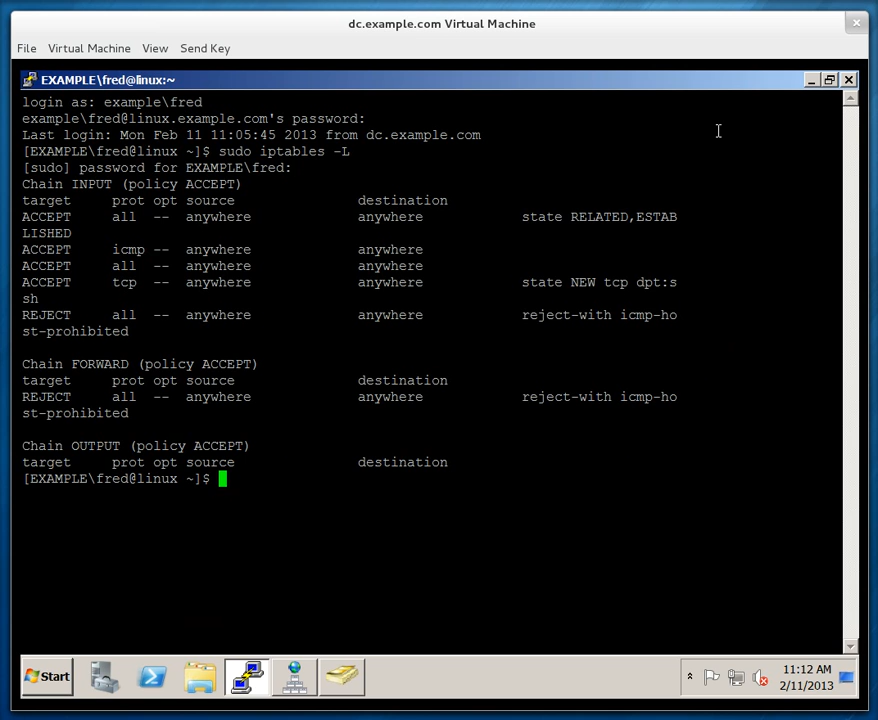 dc.example.com Virtual Machine
File Virtual Machine View Send Key
EXAMPLE\fred@linux:~
login as: example\fred
example\fred@linux.example.com's password:
Last login: Mon Feb 11 11:05:45 2013 from dc.example.com
[EXAMPLE\fred@linux ~]$ sudo iptables -L
[sudo] password for EXAMPLE\fred:
Chain INPUT (policy ACCEPT)
target     prot opt source               destination
ACCEPT     all  --  anywhere             anywhere            state RELATED,ESTAB
LISHED
ACCEPT     icmp --  anywhere             anywhere
ACCEPT     all  --  anywhere             anywhere
ACCEPT     tcp  --  anywhere             anywhere            state NEW tcp dpt:s
sh
REJECT     all  --  anywhere             anywhere            reject-with icmp-ho
st-prohibited
Chain FORWARD (policy ACCEPT)
target     prot opt source               destination
REJECT     all  --  anywhere             anywhere            reject-with icmp-ho
st-prohibited
Chain OUTPUT (policy ACCEPT)
target     prot opt source               destination
[EXAMPLE\fred@linux ~]$
Start
11:12 AM
2/11/2013